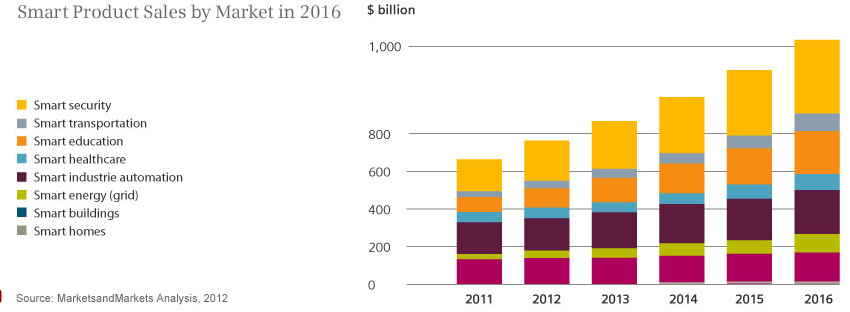 Smart Product Sales by Market in 2016
$ billion
1,000
800
600
400
200
0
Smart security
Smart transportation
Smart education
Smart healthcare
Smart industrie automation
Smart energy (grid)
Smart buildings
Smart homes
2011 2012 2013 2014 2015 2016
Source: MarketsandMarkets Analysis, 2012